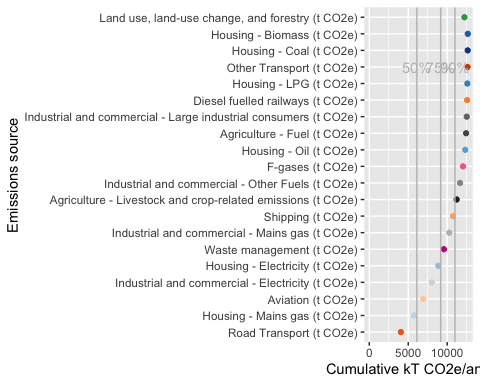 Emissions source
Land use, land-use change, and forestry (t CO2e)
Housing - Biomass (t CO2e)
Housing - Coal (t CO2e)
Other Transport (t CO2e)
Housing - LPG (t CO2e)
Diesel fuelled railways (t CO2e)
Industrial and commercial - Large industrial consumers (t CO2e)
Agriculture - Fuel (t CO2e)
Housing - Oil (t CO2e)
F-gases (t CO2e)
Industrial and commercial - Other Fuels (t CO2e)
Agriculture - Livestock and crop-related emissions (t CO2e)
Shipping (t CO2e)
Industrial and commercial - Mains gas (t CO2e)
Waste management (t CO2e)
Housing - Electricity (t CO2e)
Industrial and commercial - Electricity (t CO2e)
Aviation (t CO2e)
Housing - Mains gas (t CO2e)
Road Transport (t CO2e)
50% 75% 90%
0 5000 10000
Cumulative kT CO2e/an